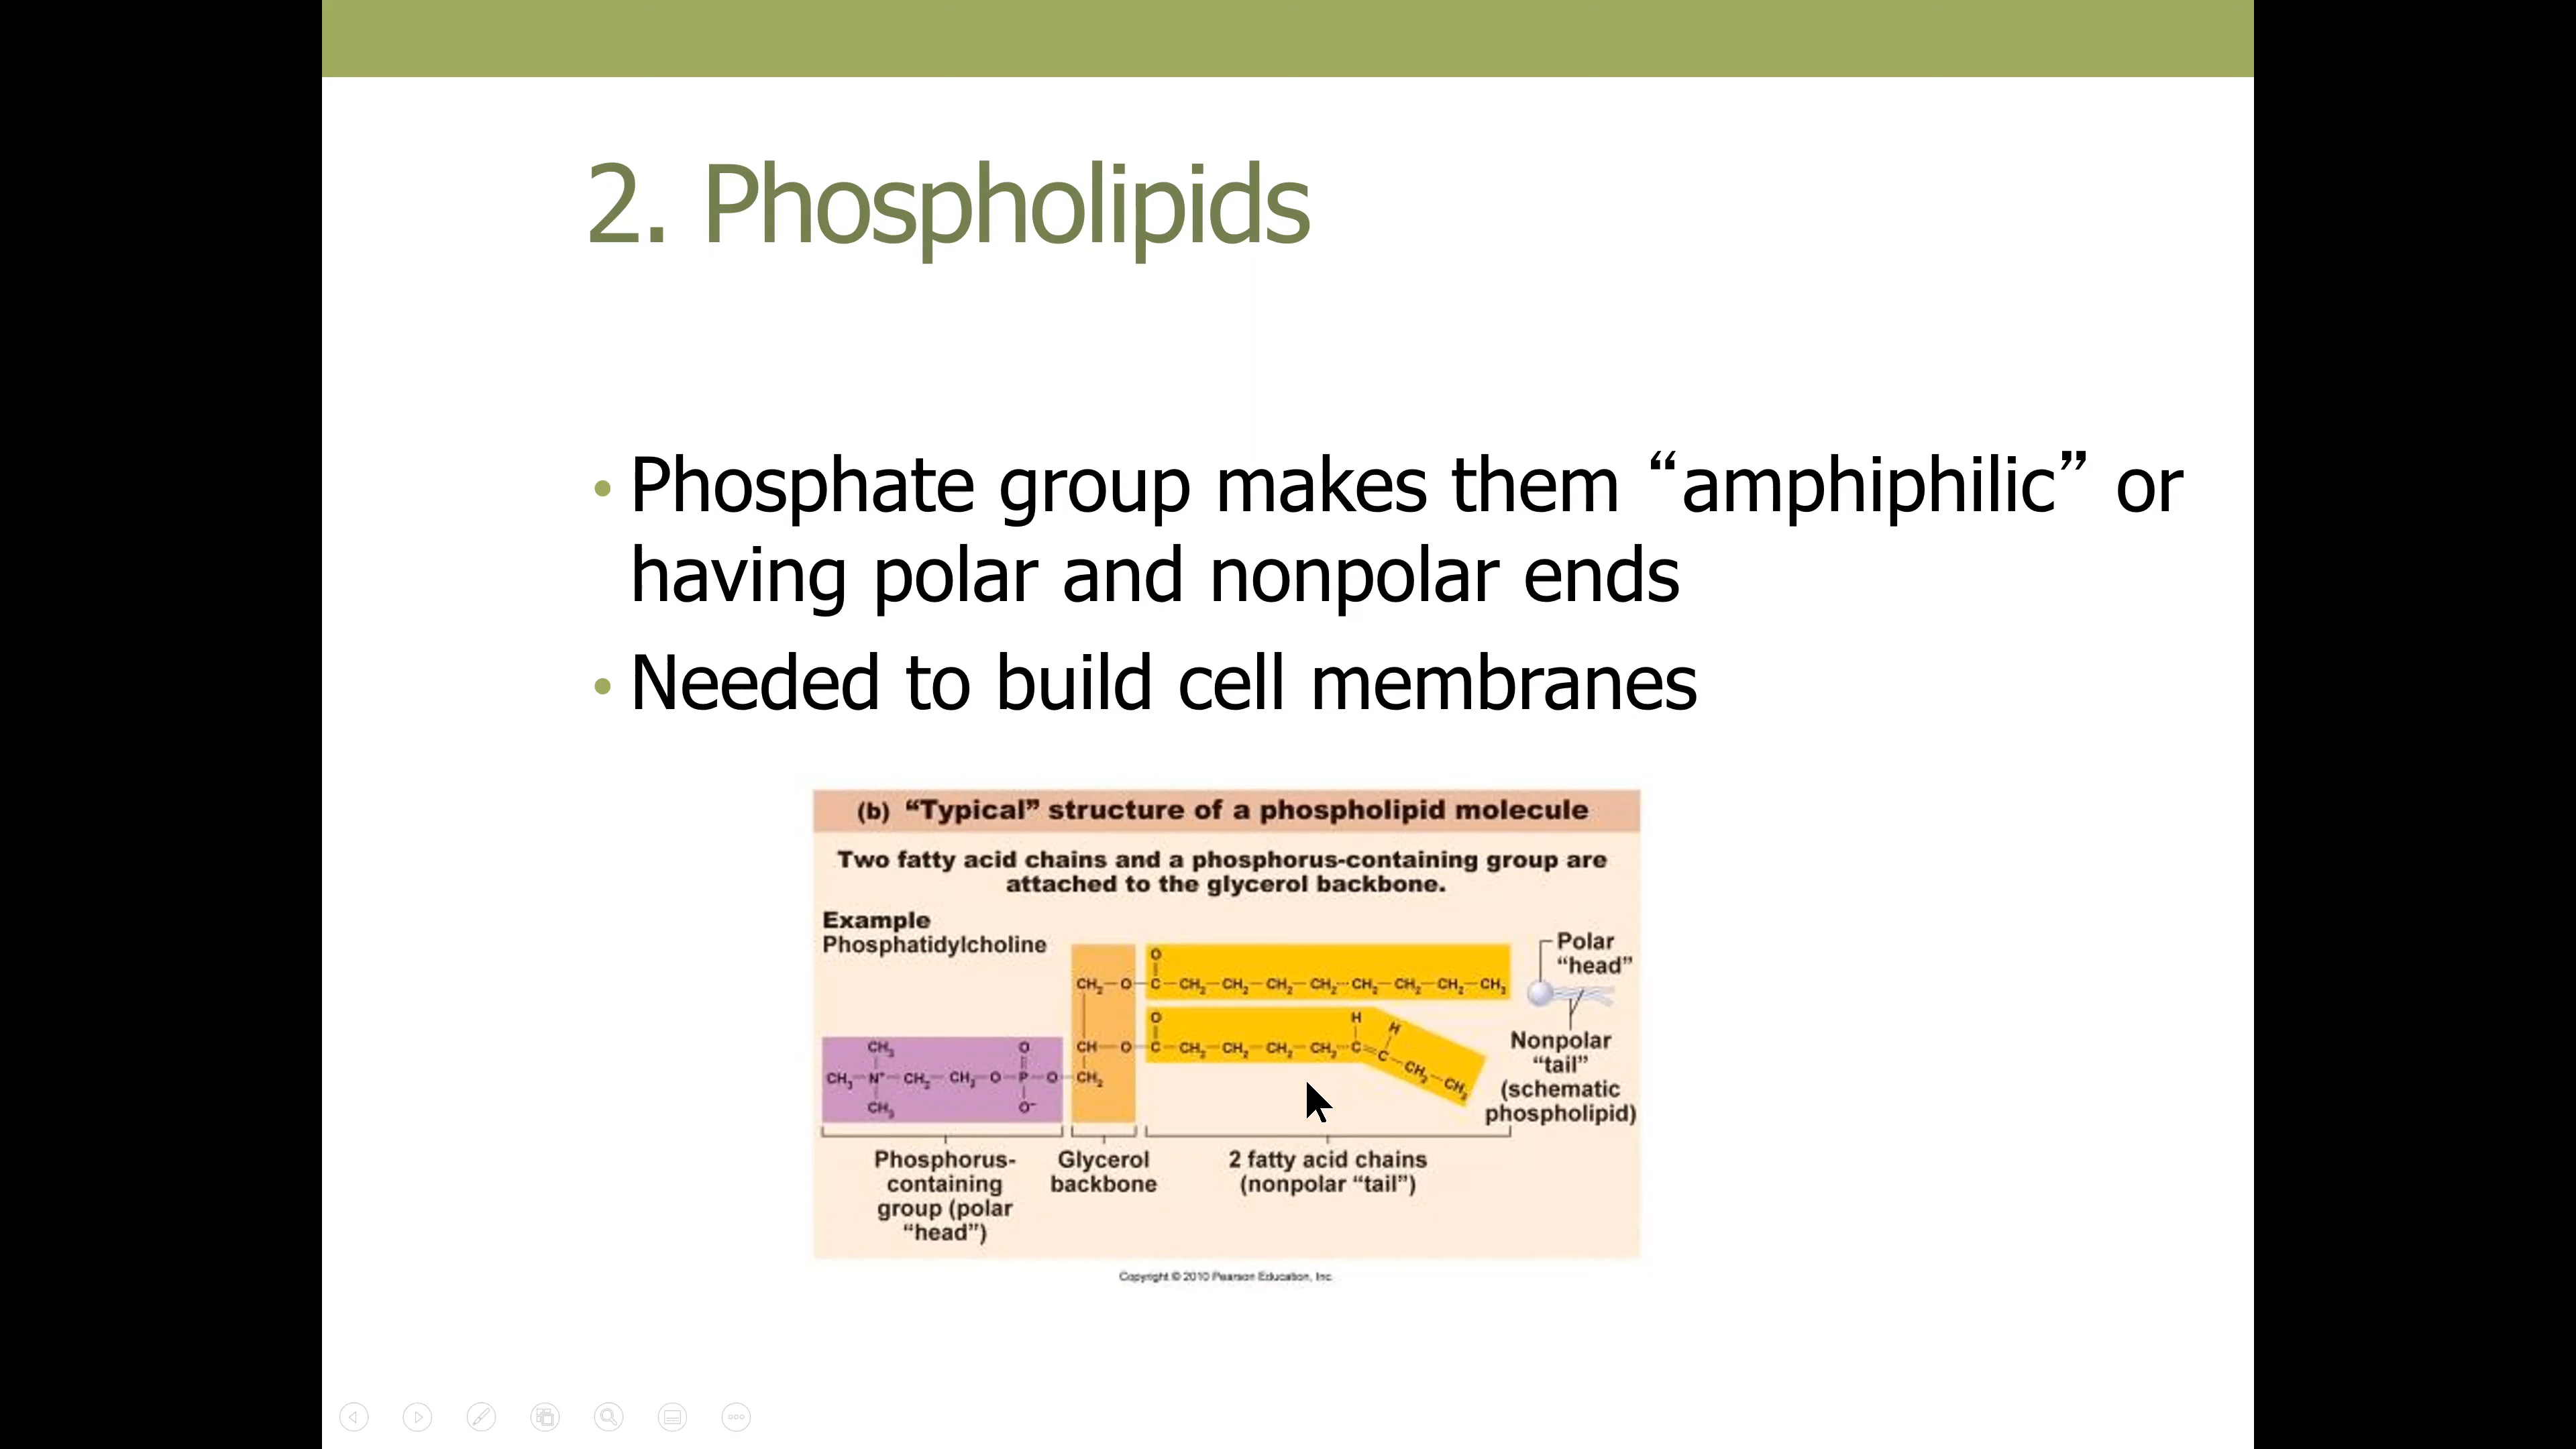 2. Phospholipids
• Phosphate group makes them “amphiphilic” or
having polar and nonpolar ends
• Needed to build cell membranes
(b) “Typical” structure of a phospholipid molecule
Two fatty acid chains and a phosphorus-containing group are
attached to the glycerol backbone.
Example
Phosphatidylcholine
Polar
“head”
O
CH₂—O—C—CH₂—CH₂—CH₂—CH₂—CH₂—CH₂—CH₂—CH₃
O H H
CH—O—C—CH₂—CH₂—CH₂—CH₂—C=C—CH₂—CH₃
CH₃ O
CH₃—N⁺—CH₂—CH₂—O—P—O—CH₂
CH₃ O⁻
Nonpolar
“tail”
(schematic
phospholipid)
Phosphorus-
containing
group (polar
“head”)
Glycerol
backbone
2 fatty acid chains
(nonpolar “tail”)
Copyright © 2010 Pearson Education, Inc.